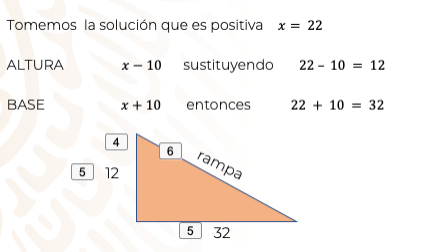 Tomemos la solución que es positiva x = 22
ALTURA x − 10 sustituyendo 22 − 10 = 12
BASE x + 10 entonces 22 + 10 = 32
4
6 rampa
5 12
5 32